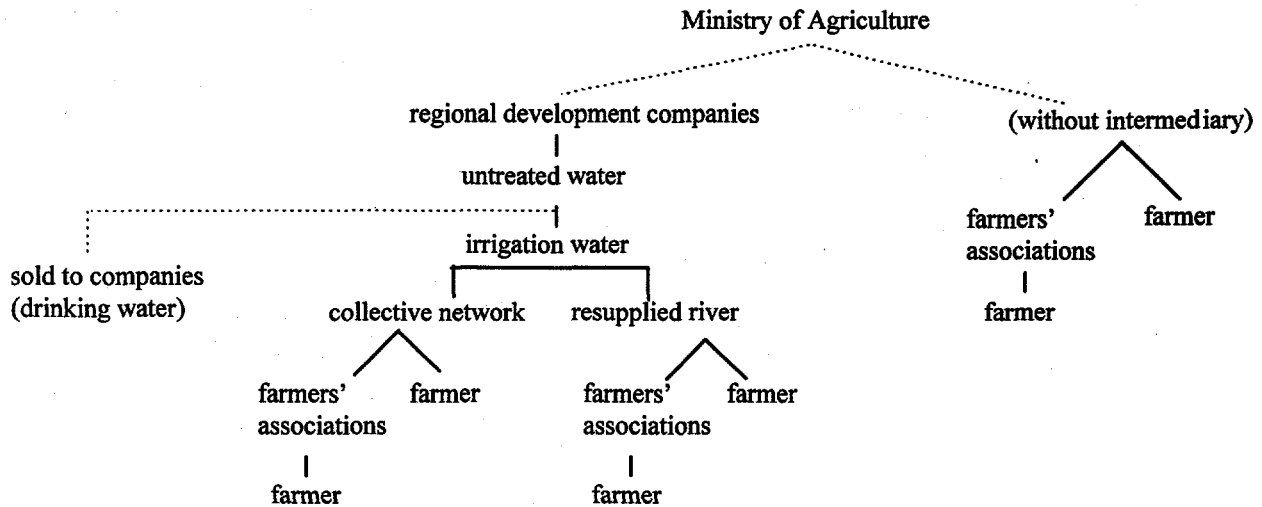 Ministry of Agriculture
regional development companies
(without intermediary)
untreated water
farmers'
associations
farmer
farmer
irrigation water
sold to companies
(drinking water)
collective network
resupplied river
farmers'
associations
farmer
farmer
farmers'
associations
farmer
farmer